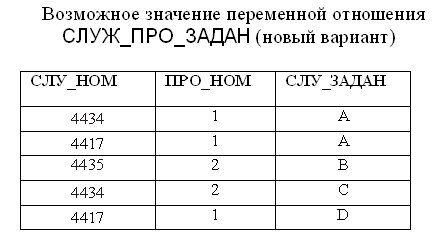 Возможное значение переменной отношения
СЛУЖ_ПРО_ЗАДАН (новый вариант)
СЛУ_НОМ ПРО_НОМ СЛУ_ЗАДАН
4434 1 A
4417 1 A
4435 2 B
4434 2 C
4417 1 D